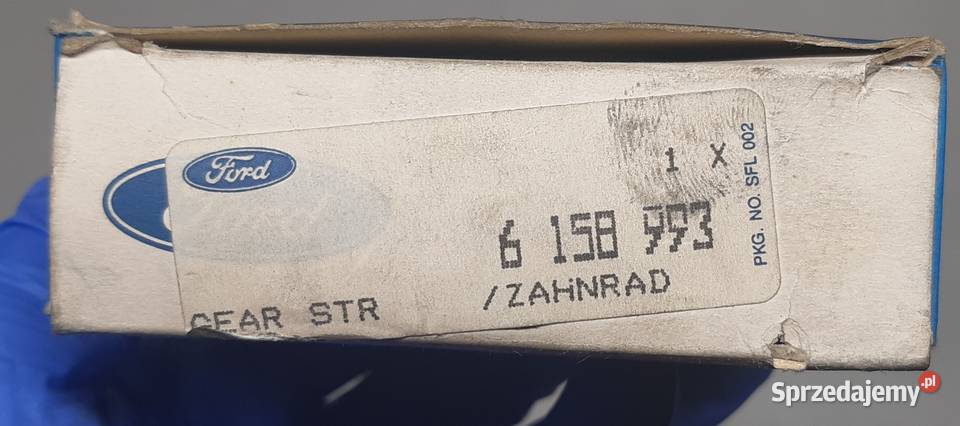 Ford
1 X
6 158 993
GEAR STR /ZAHNRAD
PKG. NO. SFL 002
Sprzedajemy.pl